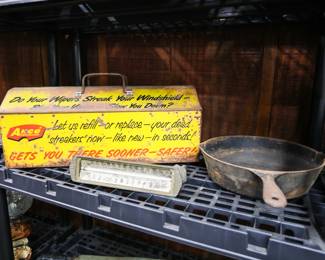 Do Your Wipers Streak Your Windshield—
Slow You Down?
Let us refill—or replace—your dead
"streakers" now—like new—in seconds!
GETS YOU THERE SOONER—SAFER!